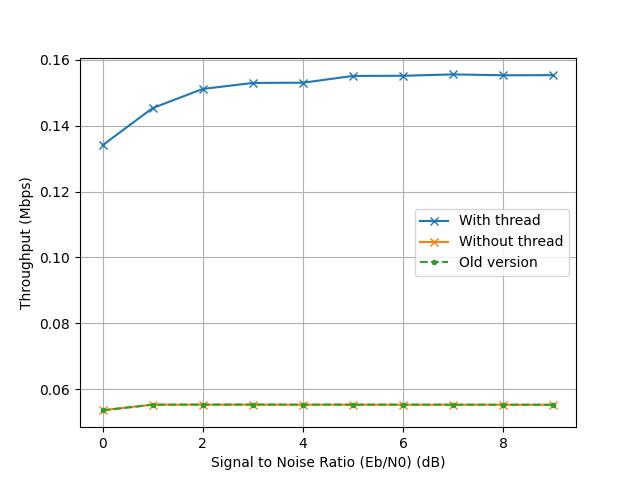 0.16
0.14
0.12
0.10
0.08
0.06
Throughput (Mbps)
With thread
Without thread
Old version
0 2 4 6 8
Signal to Noise Ratio (Eb/N0) (dB)